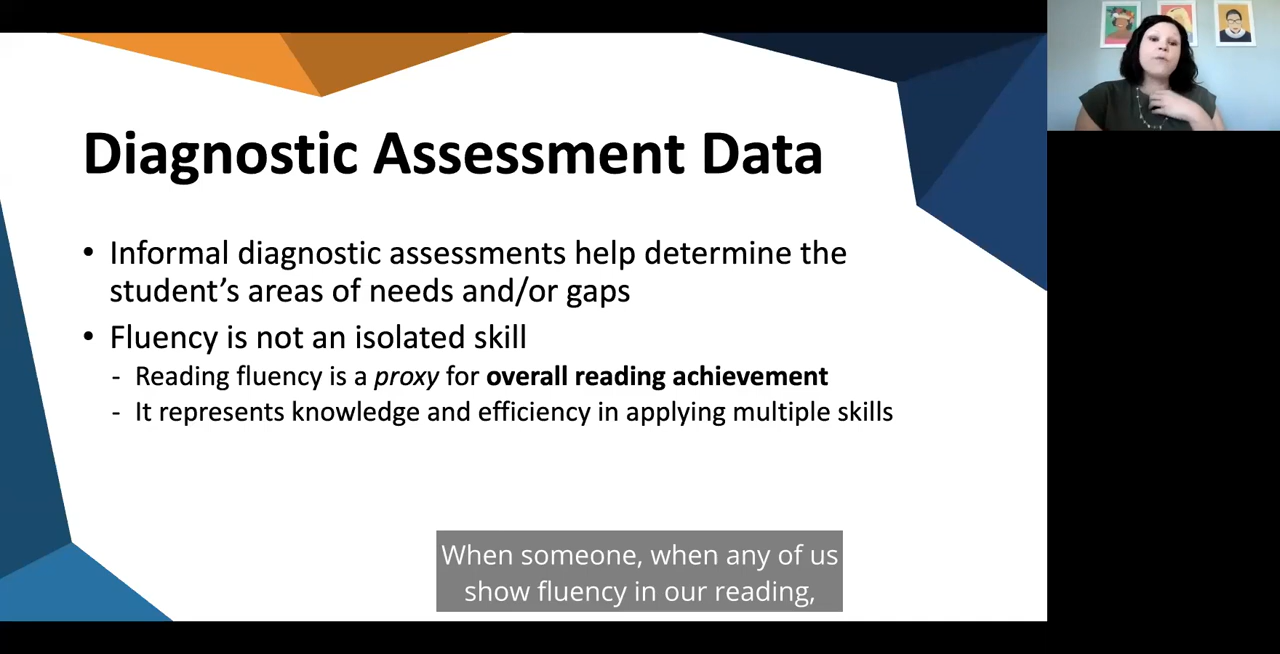 Diagnostic Assessment Data
• Informal diagnostic assessments help determine the
student’s areas of needs and/or gaps
• Fluency is not an isolated skill
- Reading fluency is a proxy for overall reading achievement
- It represents knowledge and efficiency in applying multiple skills
When someone, when any of us
show fluency in our reading,